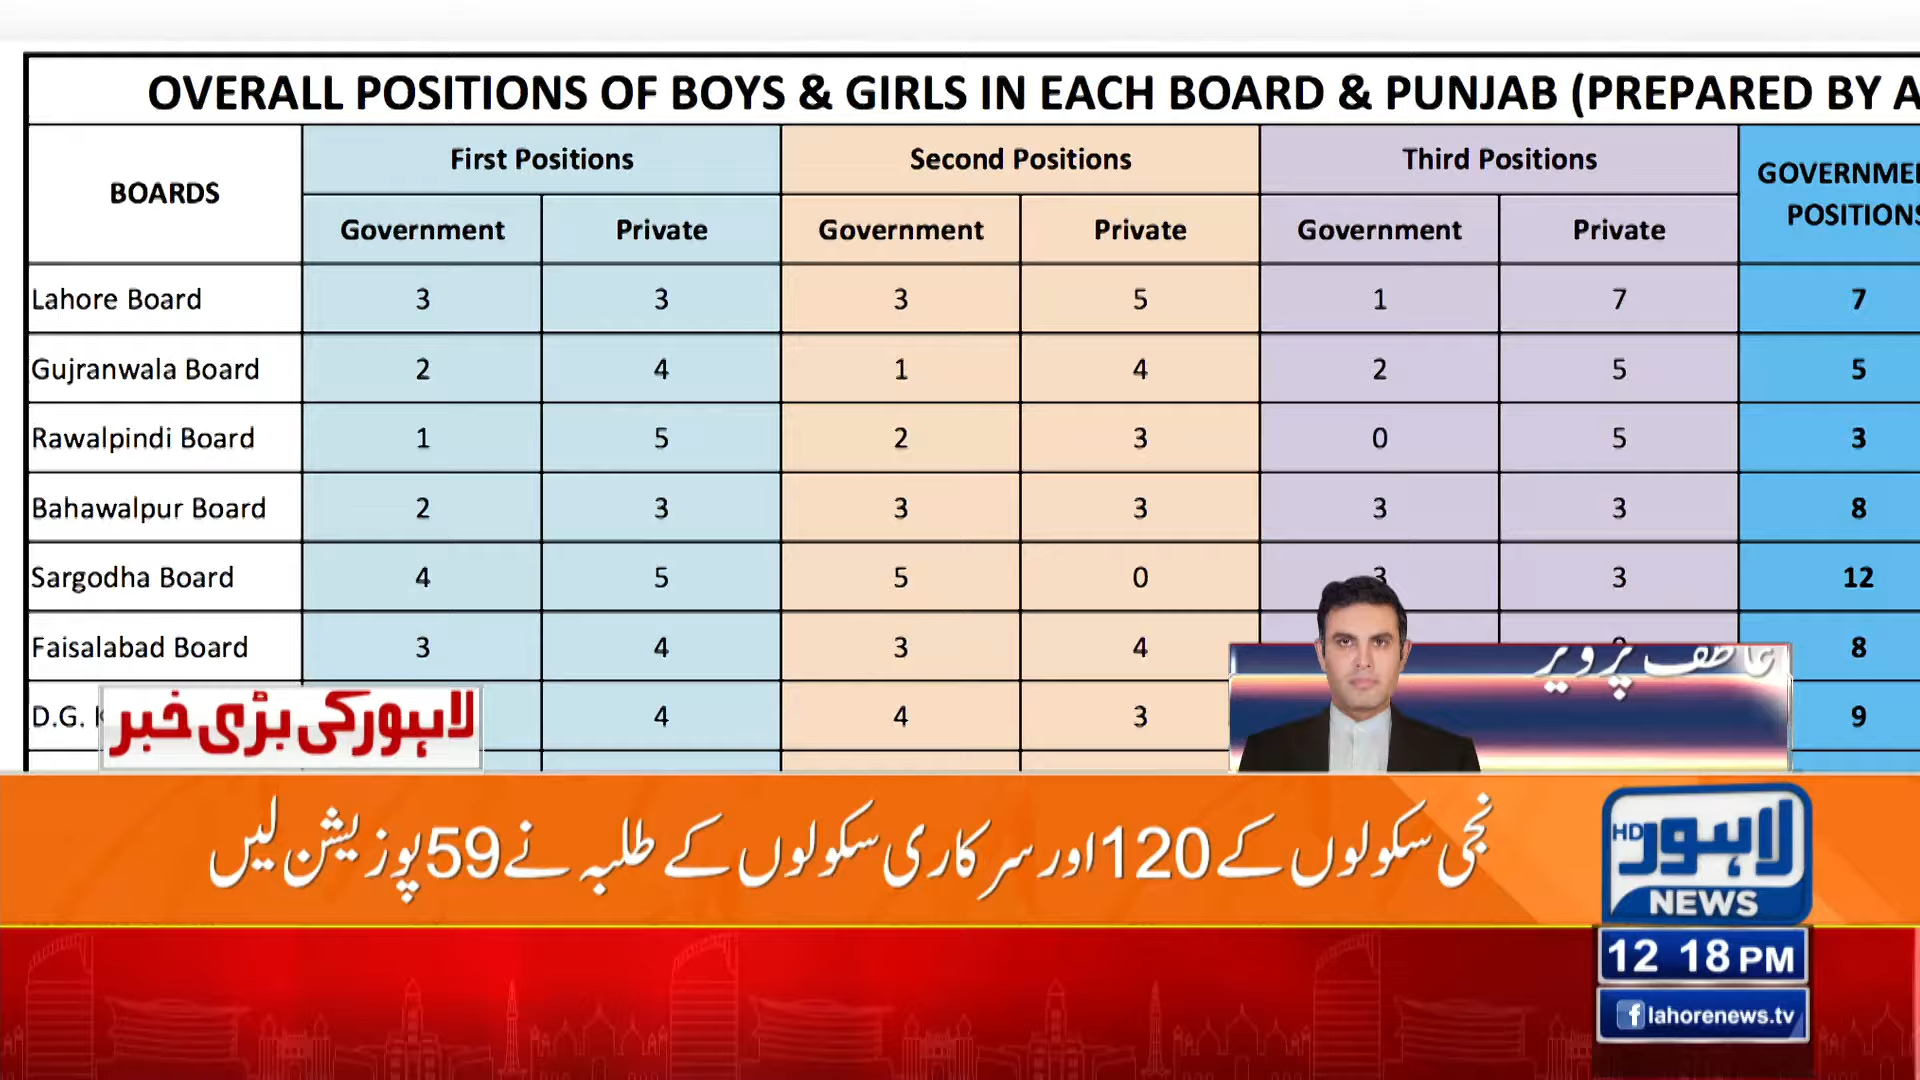 OVERALL POSITIONS OF BOYS & GIRLS IN EACH BOARD & PUNJAB (PREPARED BY A
BOARDS First Positions Second Positions Third Positions
Government Private Government Private Government Private GOVERNMEN POSITIONS
Lahore Board 3 3 3 5 1 7 7
Gujranwala Board 2 4 1 4 2 5 5
Rawalpindi Board 1 5 2 3 0 5 3
Bahawalpur Board 2 3 3 3 3 3 8
Sargodha Board 4 5 5 0 3 3 12
Faisalabad Board 3 4 3 4 8
D.G. 4 4 3 9
عاطف پرویز
لاہور کی بڑی خبر
نجی سکولوں کے 120 اور سرکاری سکولوں کے طلبہ نے 59 پوزیشن لیں
لاہور HD
NEWS
12 18 PM
lahorenews.tv